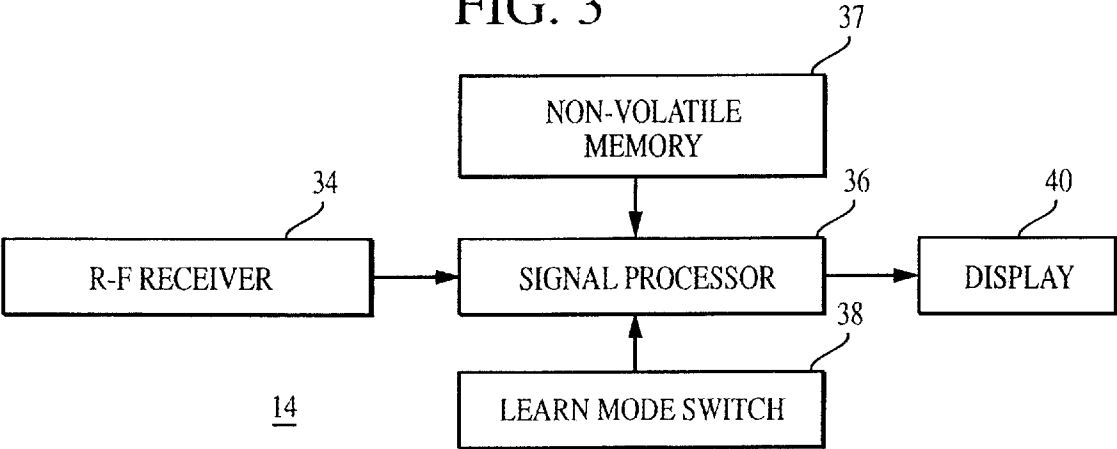 FIG. 3
37
NON-VOLATILE
MEMORY
34
36
40
R-F RECEIVER
SIGNAL PROCESSOR
DISPLAY
38
LEARN MODE SWITCH
14